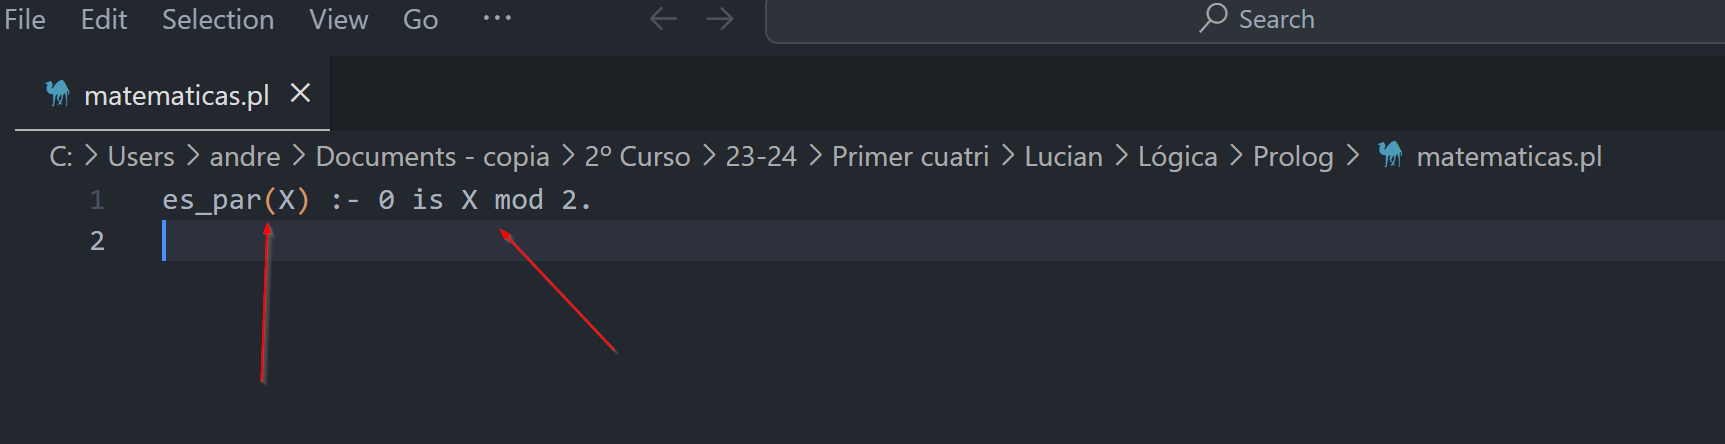 File Edit Selection View Go ··· ← → Search
matematicas.pl ×
C: > Users > andre > Documents - copia > 2º Curso > 23-24 > Primer cuatri > Lucian > Lógica > Prolog > matematicas.pl
1 es_par(X) :- 0 is X mod 2.
2